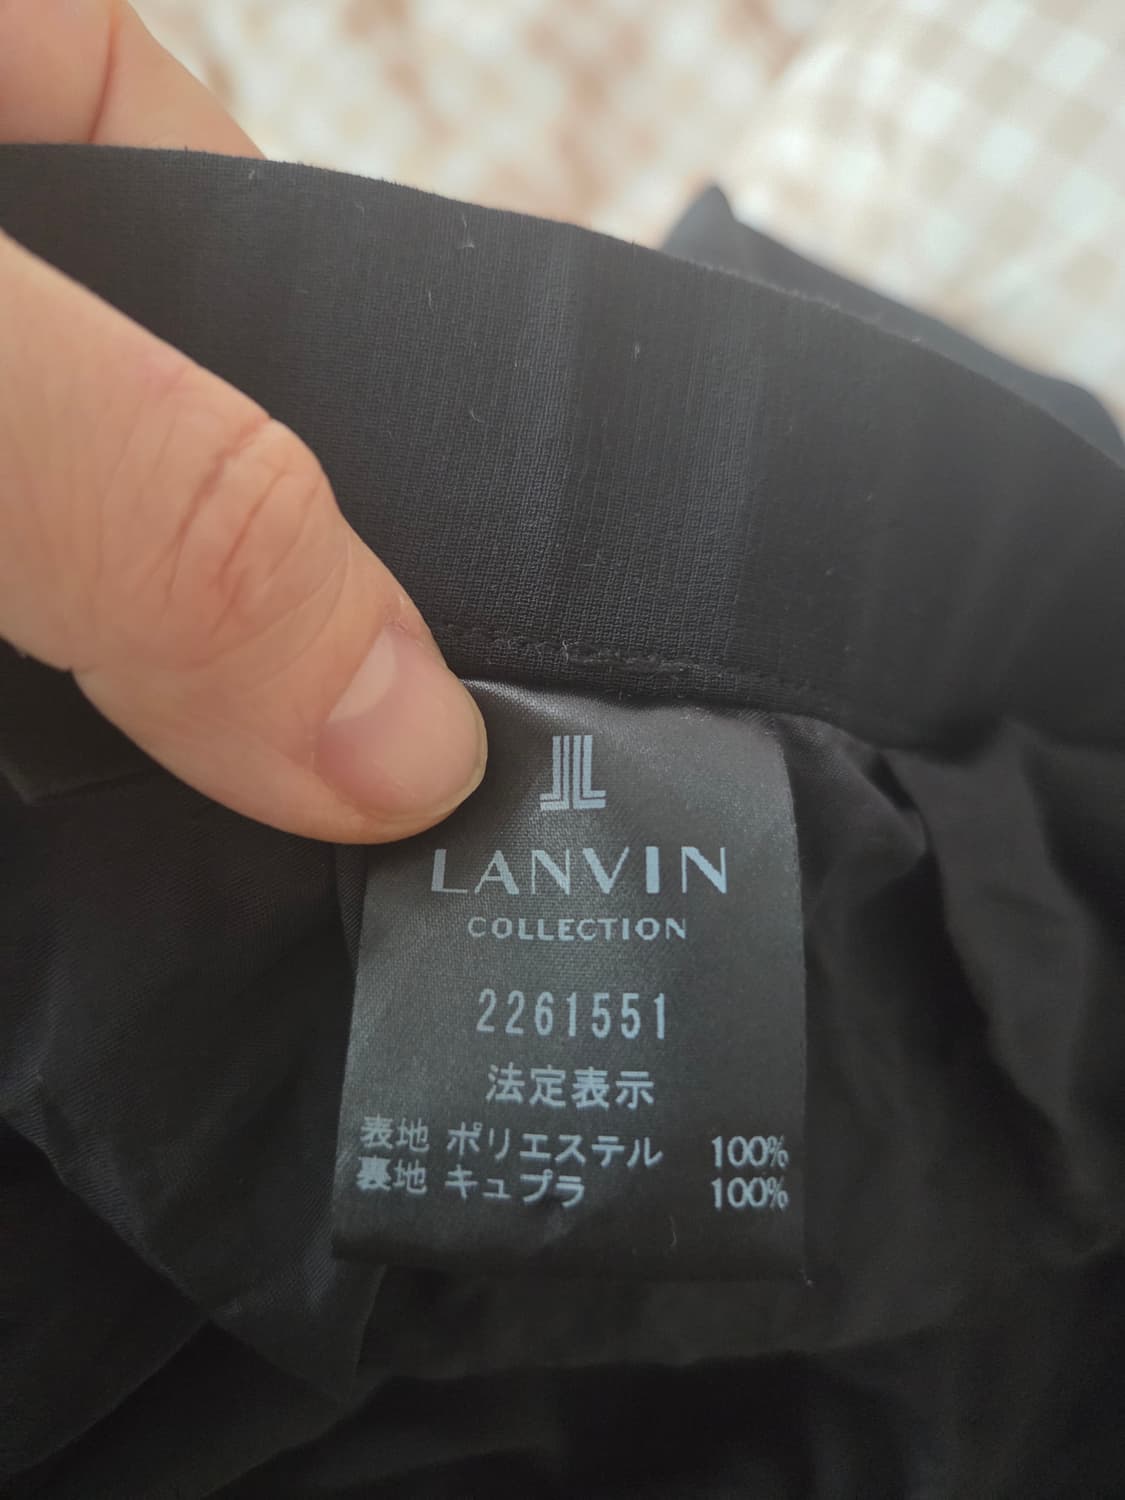 LANVIN
COLLECTION
2261551
法定表示
表地 ポリエステル 100%
裏地 キュプラ 100%